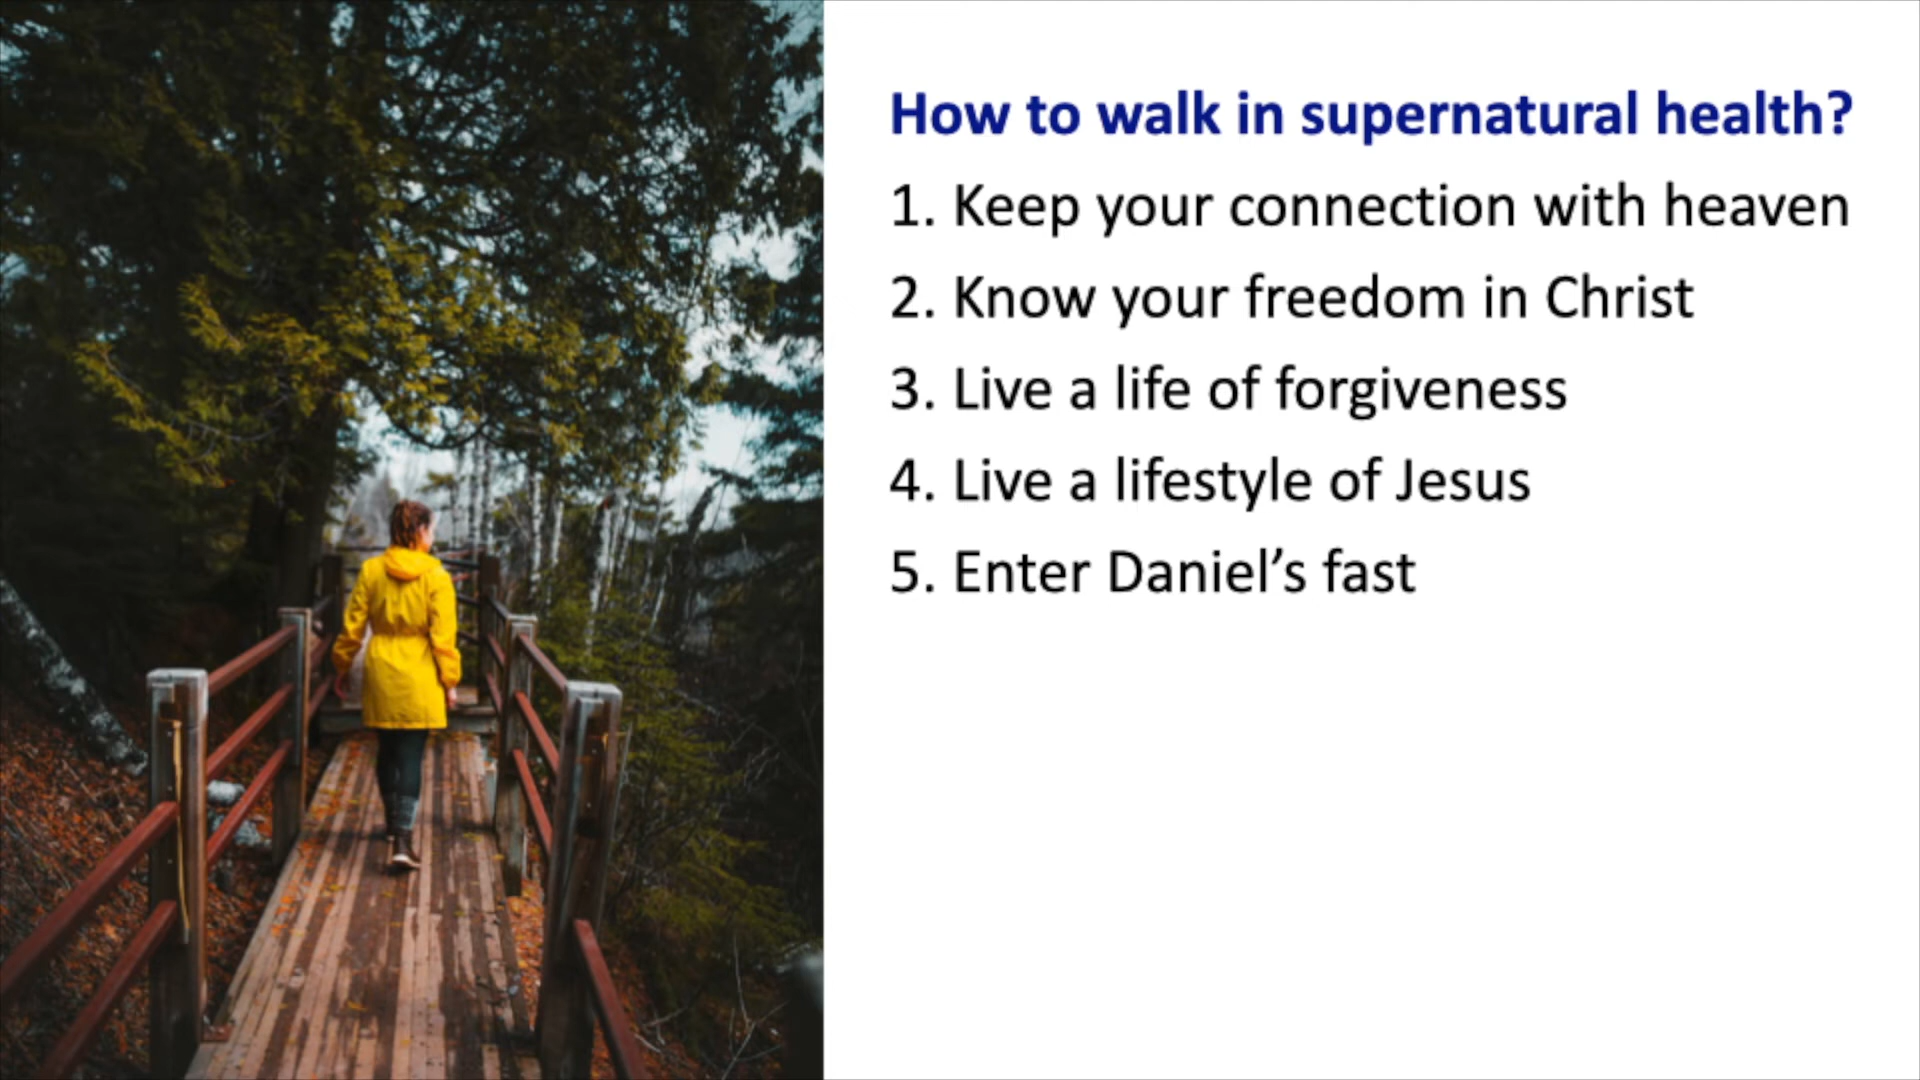 How to walk in supernatural health?
1. Keep your connection with heaven
2. Know your freedom in Christ
3. Live a life of forgiveness
4. Live a lifestyle of Jesus
5. Enter Daniel’s fast